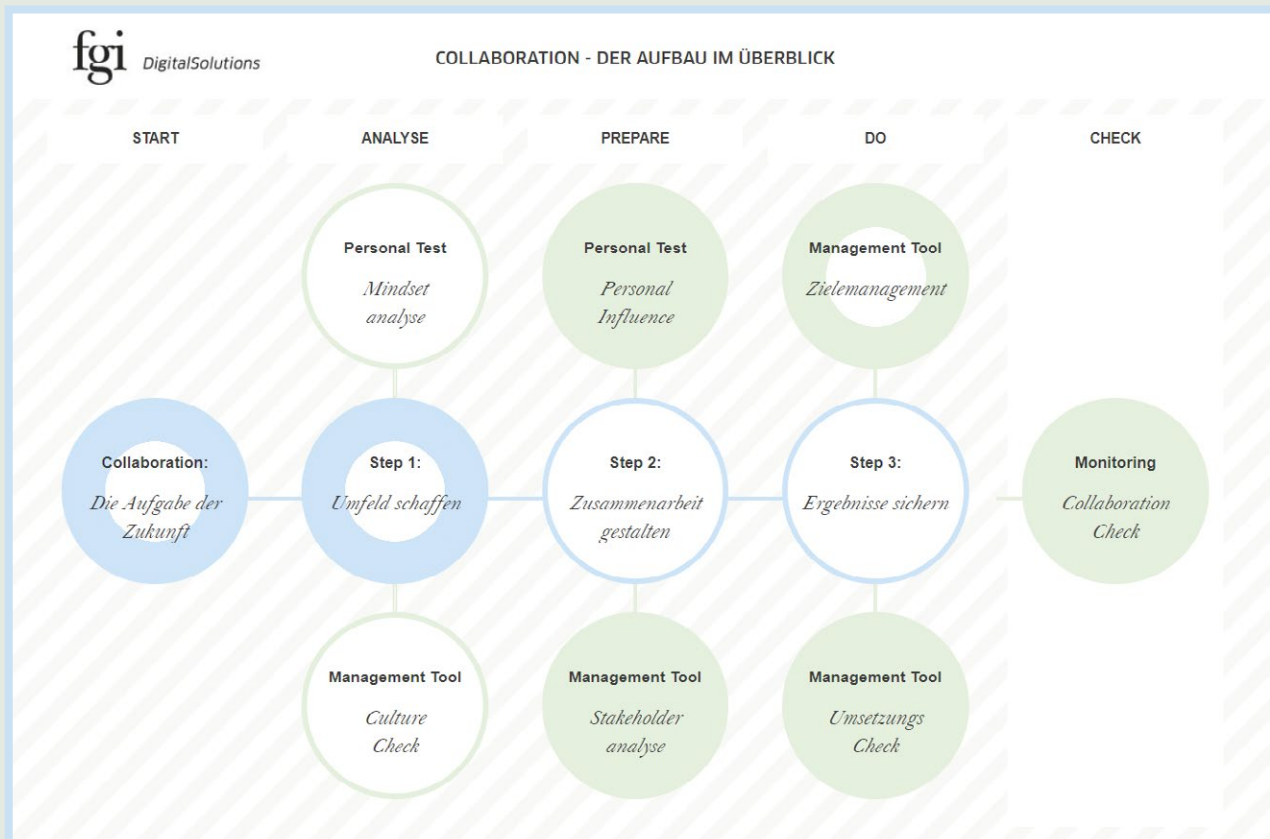 fgi DigitalSolutions
COLLABORATION - DER AUFBAU IM ÜBERBLICK
START
ANALYSE
PREPARE
DO
CHECK
Personal Test
Mindset
analyse
Personal Test
Personal
Influence
Management Tool
Zielemanagement
Collaboration:
Die Aufgabe der
Zukunft
Step 1:
Umfeld schaffen
Step 2:
Zusammenarbeit
gestalten
Step 3:
Ergebnisse sichern
Monitoring
Collaboration
Check
Management Tool
Culture
Check
Management Tool
Stakeholder
analyse
Management Tool
Umsetzungs
Check